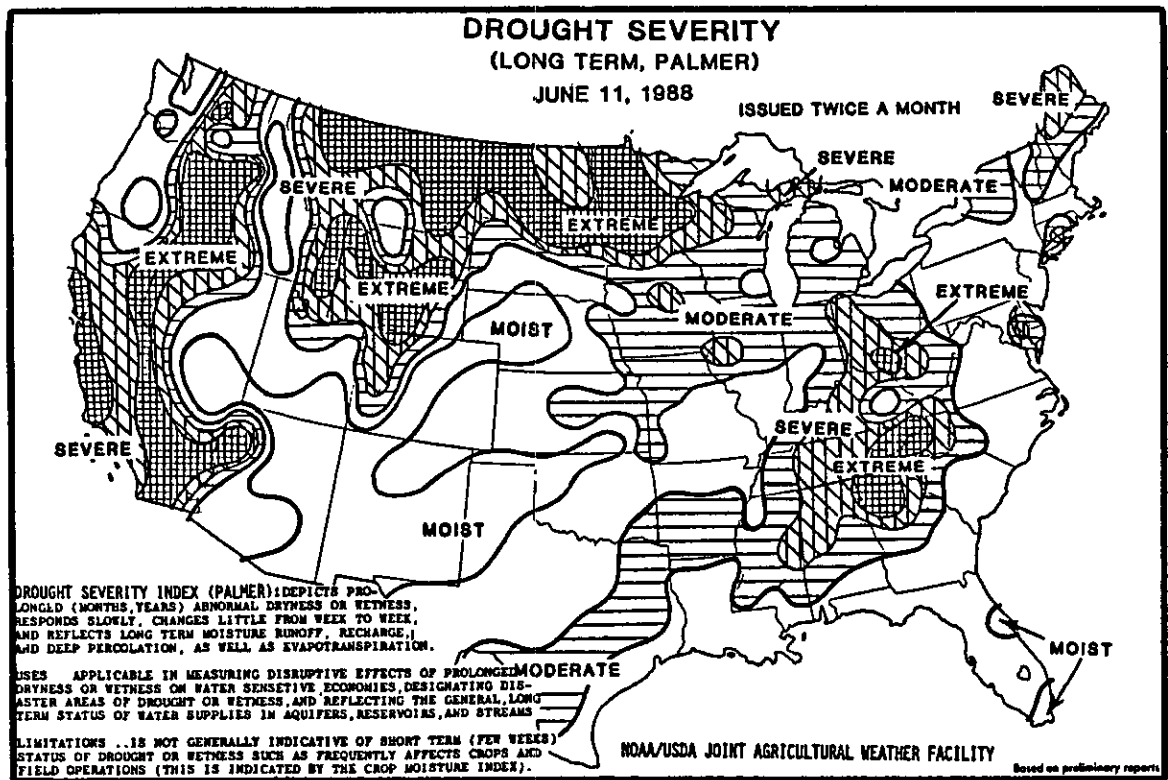 DROUGHT SEVERITY
(LONG TERM, PALMER)
JUNE 11, 1988
ISSUED TWICE A MONTH
SEVERE
SEVERE
MODERATE
SEVERE
EXTREME
EXTREME
EXTREME
EXTREME
MOIST
MODERATE
SEVERE
SEVERE
EXTREME
MOIST
DROUGHT SEVERITY INDEX (PALMER):DEPICTS PRO-
LONGED (MONTHS,YEARS) ABNORMAL DRYNESS OR WETNESS,
RESPONDS SLOWLY, CHANGES LITTLE FROM WEEK TO WEEK,
AND REFLECTS LONG TERM MOISTURE RUNOFF, RECHARGE,
AND DEEP PERCOLATION, AS WELL AS EVAPOTRANSPIRATION.
MOIST
MODERATE
USES APPLICABLE IN MEASURING DISRUPTIVE EFFECTS OF PROLONGED
DRYNESS OR WETNESS ON WATER SENSETIVE ECONOMIES,DESIGNATING DIS-
ASTER AREAS OF DROUGHT OR WETNESS,AND REFLECTING THE GENERAL,LONG
TERM STATUS OF WATER SUPPLIES IN AQUIFERS,RESERVOIRS,AND STREAMS
LIMITATIONS ..IS NOT GENERALLY INDICATIVE OF SHORT TERM (FEW WEEKS)
STATUS OF DROUGHT OR WETNESS SUCH AS FREQUENTLY AFFECTS CROPS AND
FIELD OPERATIONS (THIS IS INDICATED BY THE CROP MOISTURE INDEX).
NOAA/USDA JOINT AGRICULTURAL WEATHER FACILITY
Based on preliminary reports